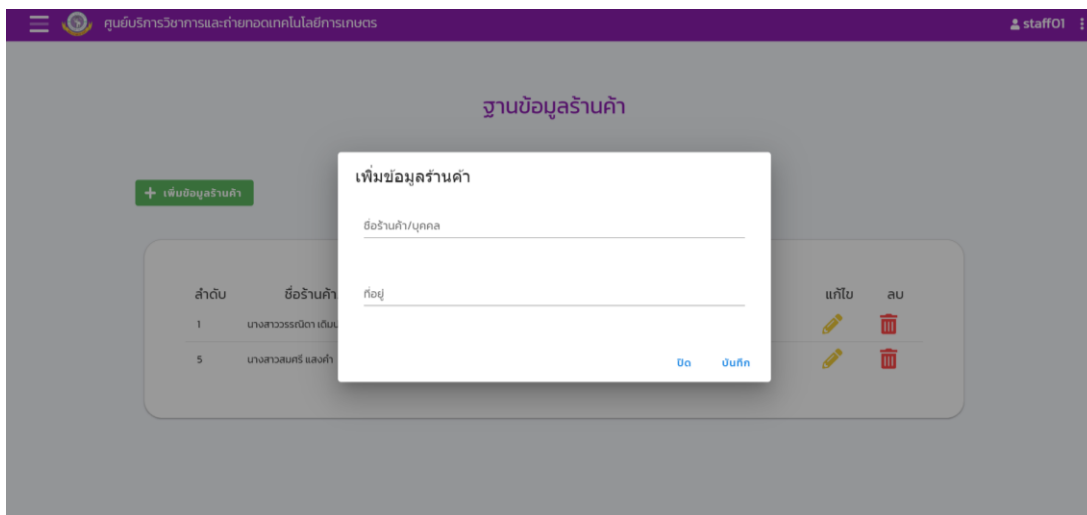 ศูนย์บริการวิชาการและถ่ายทอดเทคโนโลยีการเกษตร staff01
ฐานข้อมูลร้านค้า
เพิ่มข้อมูลร้านค้า
เพิ่มข้อมูลร้านค้า
ชื่อร้านค้า/บุคคล
ที่อยู่
ปิด บันทึก
ลำดับ ชื่อร้านค้า แก้ไข ลบ
1 นางสาววรรณิดา
5 นางสาวสมศรี แสงคำ